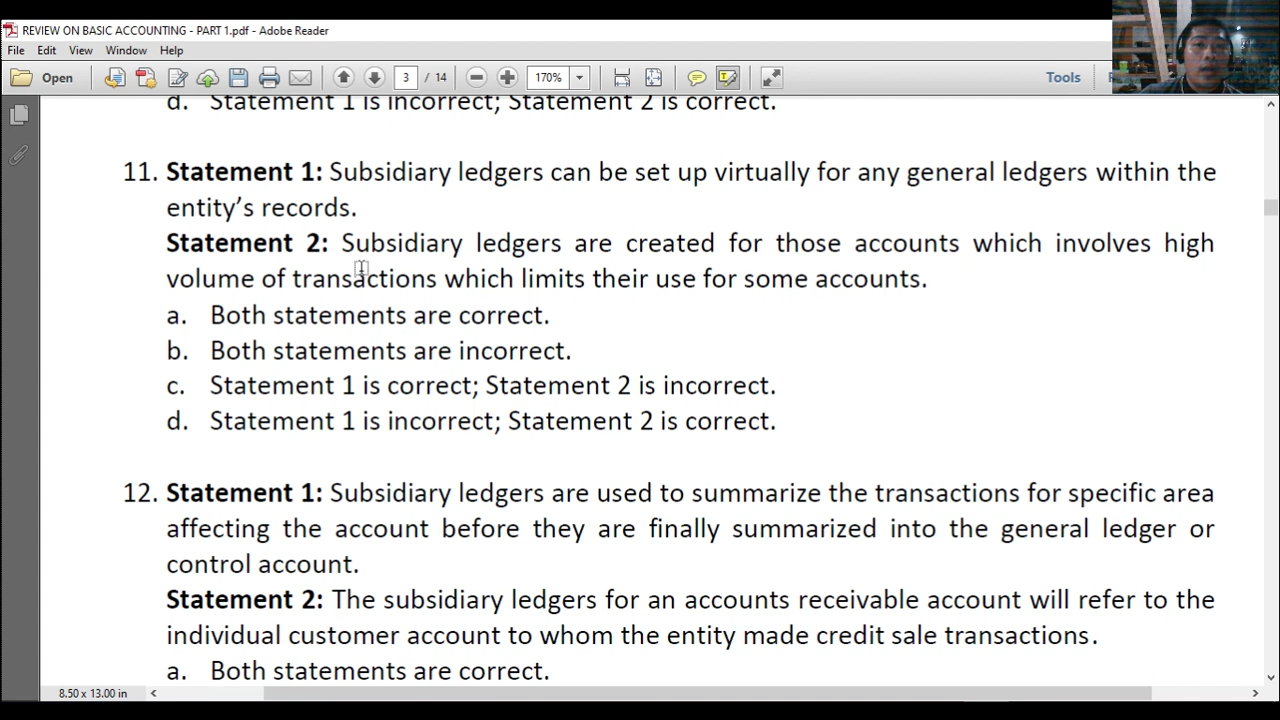 REVIEW ON BASIC ACCOUNTING - PART 1.pdf - Adobe Reader
File Edit View Window Help
Open 3 / 14 170% Tools
d. Statement 1 is incorrect; Statement 2 is correct.
11. Statement 1: Subsidiary ledgers can be set up virtually for any general ledgers within the
entity’s records.
Statement 2: Subsidiary ledgers are created for those accounts which involves high
volume of transactions which limits their use for some accounts.
a. Both statements are correct.
b. Both statements are incorrect.
c. Statement 1 is correct; Statement 2 is incorrect.
d. Statement 1 is incorrect; Statement 2 is correct.
12. Statement 1: Subsidiary ledgers are used to summarize the transactions for specific area
affecting the account before they are finally summarized into the general ledger or
control account.
Statement 2: The subsidiary ledgers for an accounts receivable account will refer to the
individual customer account to whom the entity made credit sale transactions.
a. Both statements are correct.
8.50 x 13.00 in